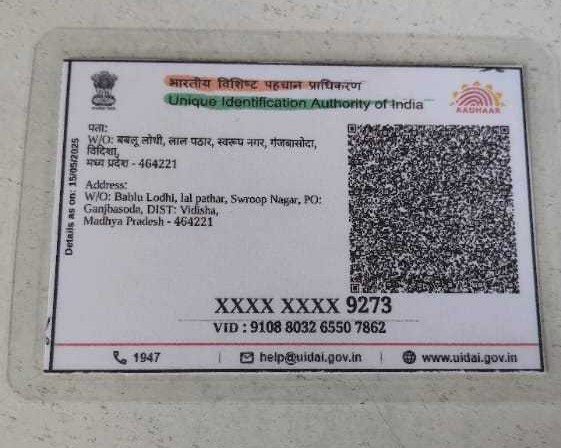 भारतीय विशिष्ट पहचान प्राधिकरण
Unique Identification Authority of India
AADHAAR
Details as on: 15/05/2025
पता:
W/O: बबलू लोधी, लाल पठार, स्वरूप नगर, गंजबासोदा,
विदिशा,
मध्य प्रदेश - 464221
Address:
W/O: Bablu Lodhi, lal pathar, Swroop Nagar, PO:
Ganjbasoda, DIST: Vidisha,
Madhya Pradesh - 464221
XXXX XXXX 9273
VID : 9108 8032 6550 7862
1947 | help@uidai.gov.in | www.uidai.gov.in